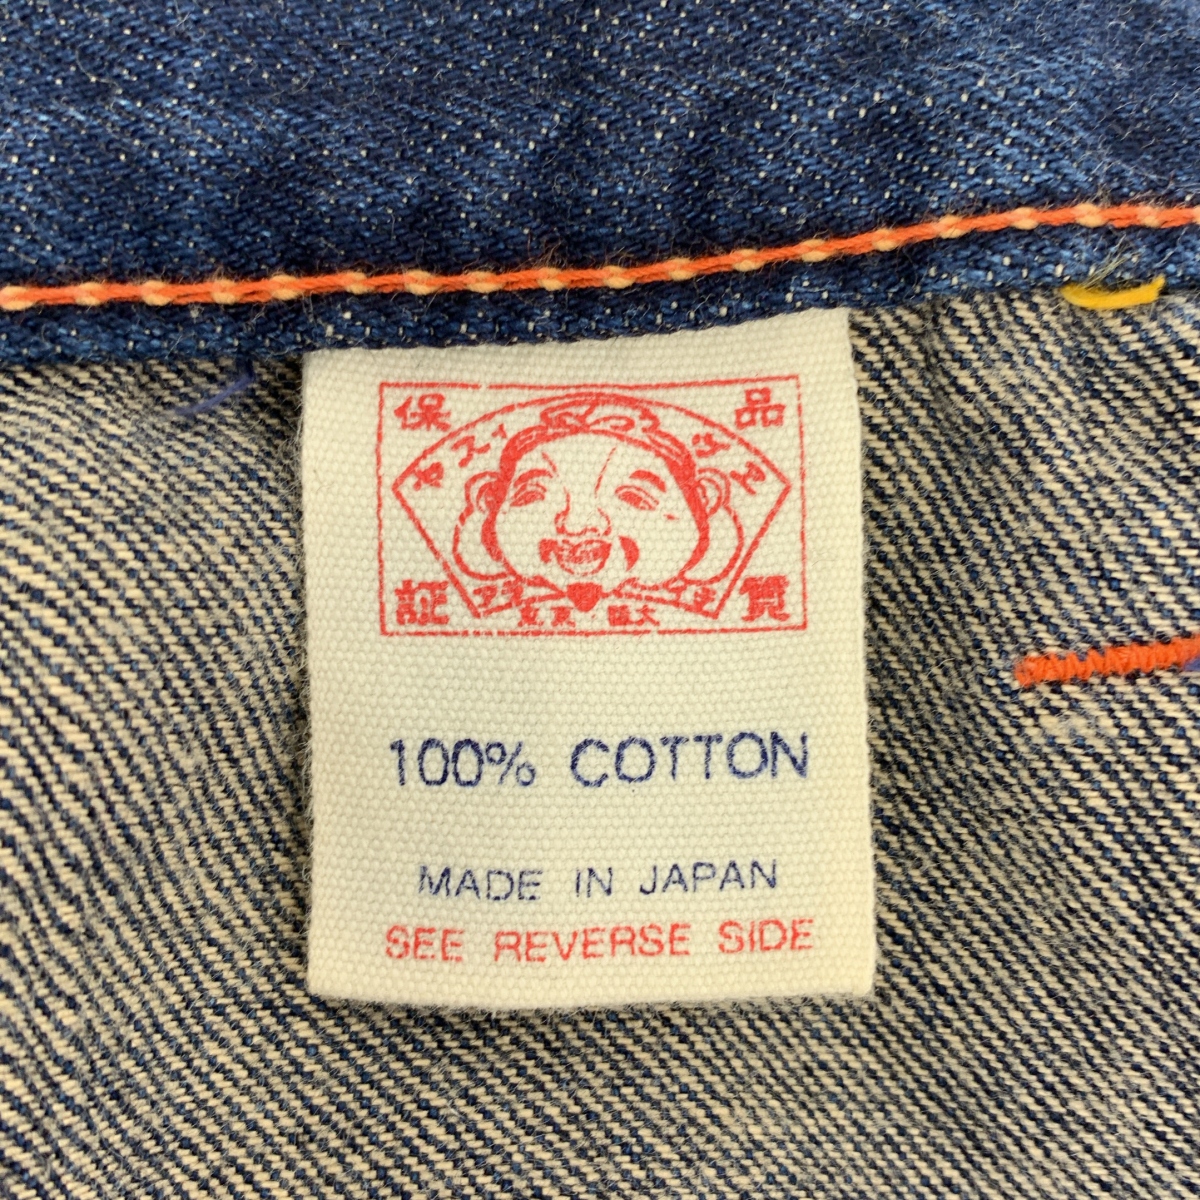 品質
保証
100% COTTON
MADE IN JAPAN
SEE REVERSE SIDE